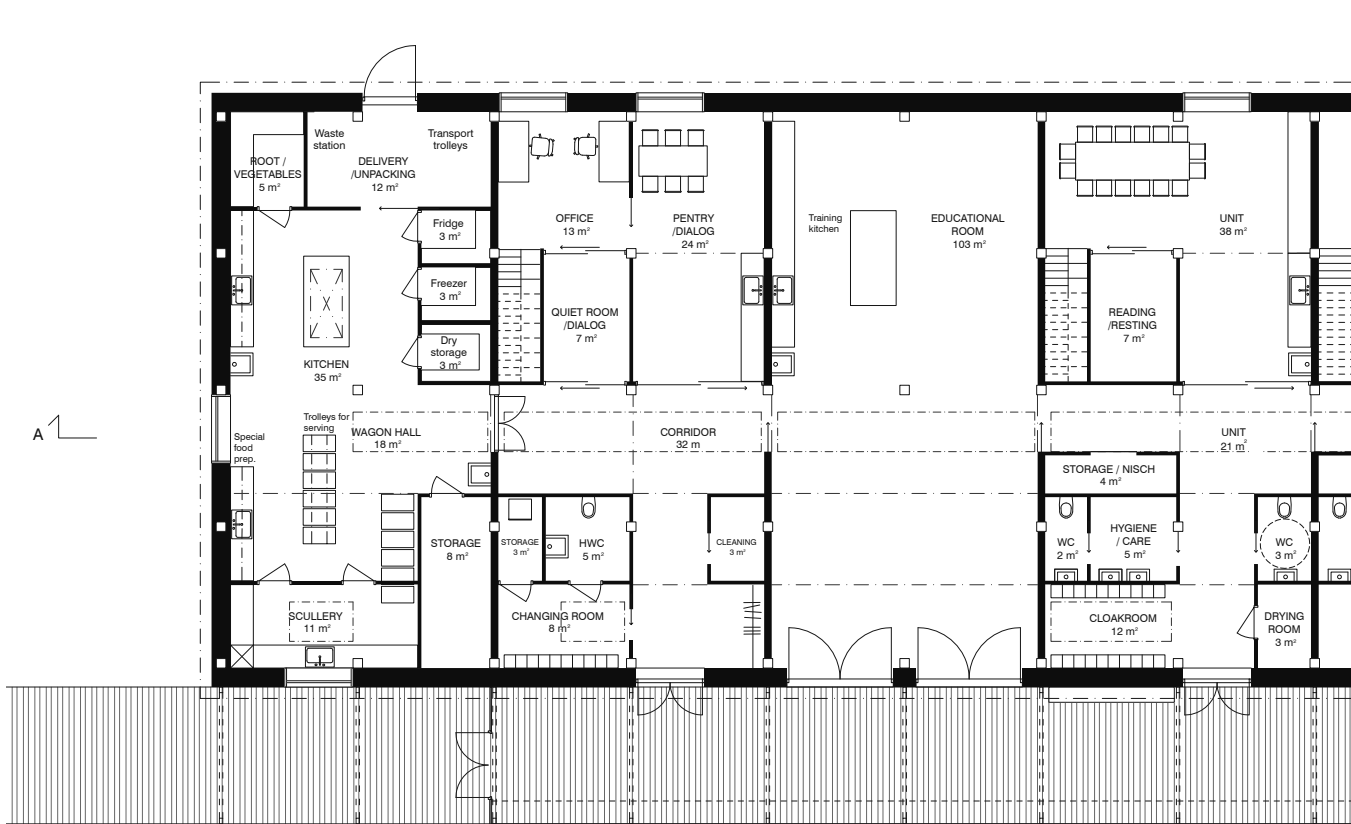 Waste
station
Transport
trolleys
ROOT /
VEGETABLES
5 m²
DELIVERY
/UNPACKING
12 m²
Fridge
3 m²
Freezer
3 m²
Dry
storage
3 m²
KITCHEN
35 m²
OFFICE
13 m²
PENTRY
/DIALOG
24 m²
QUIET ROOM
/DIALOG
7 m²
Training
kitchen
EDUCATIONAL
ROOM
103 m²
UNIT
38 m²
READING
/RESTING
7 m²
A
Special
food
prep.
Trolleys for
serving
WAGON HALL
18 m²
CORRIDOR
32 m
UNIT
21 m²
STORAGE / NISCH
4 m²
STORAGE
8 m²
STORAGE
3 m²
HWC
5 m²
CLEANING
3 m²
WC
2 m²
HYGIENE
/ CARE
5 m²
WC
3 m²
SCULLERY
11 m²
CHANGING ROOM
8 m²
CLOAKROOM
12 m²
DRYING
ROOM
3 m²